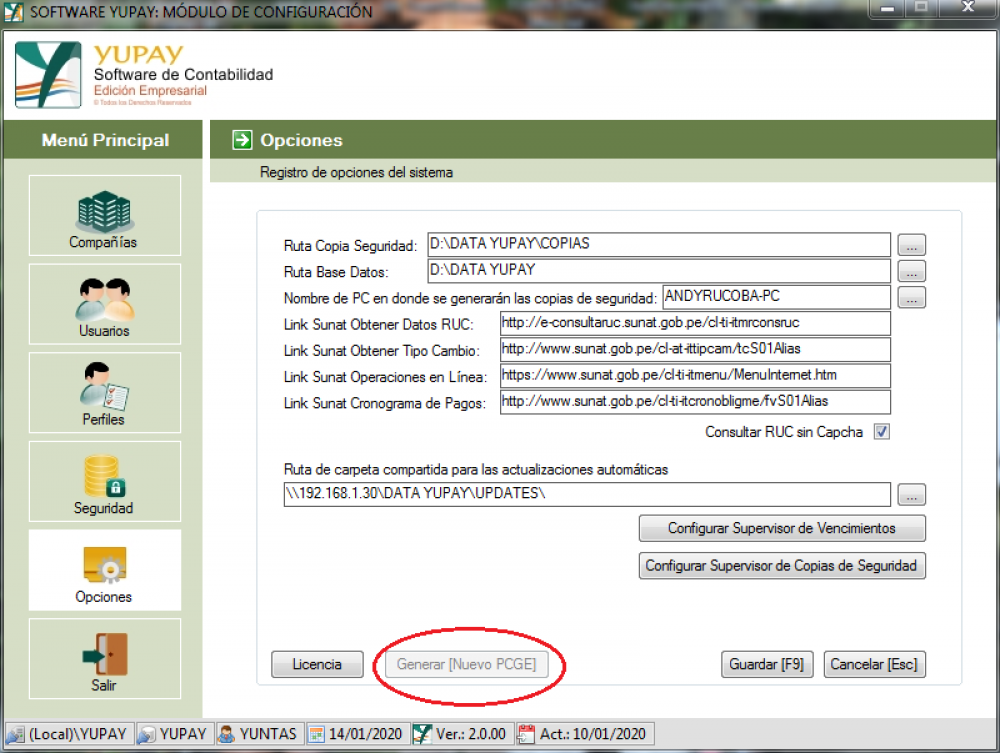 SOFTWARE YUPAY: MÓDULO DE CONFIGURACIÓN
YUPAY
Software de Contabilidad
Edición Empresarial
® Todos los Derechos Reservados
Menú Principal
Opciones
Registro de opciones del sistema
Compañías
Usuarios
Perfiles
Seguridad
Opciones
Salir
Ruta Copia Seguridad: D:\DATA YUPAY\COPIAS ...
Ruta Base Datos: D:\DATA YUPAY ...
Nombre de PC en donde se generarán las copias de seguridad: ANDYRUCOBA-PC ...
Link Sunat Obtener Datos RUC: http://e-consultaruc.sunat.gob.pe/cl-ti-itmrconsruc
Link Sunat Obtener Tipo Cambio: http://www.sunat.gob.pe/cl-at-ittipcam/tcS01Alias
Link Sunat Operaciones en Línea: https://www.sunat.gob.pe/cl-ti-itmenu/MenuInternet.htm
Link Sunat Cronograma de Pagos: http://www.sunat.gob.pe/cl-ti-itcronobligme/fvS01Alias
Consultar RUC sin Capcha
Ruta de carpeta compartida para las actualizaciones automáticas
\\192.168.1.30\DATA YUPAY\UPDATES\ ...
Configurar Supervisor de Vencimientos
Configurar Supervisor de Copias de Seguridad
Licencia Generar [Nuevo PCGE] Guardar [F9] Cancelar [Esc]
(Local)\YUPAY YUPAY YUNTAS 14/01/2020 Ver.: 2.0.00 Act.: 10/01/2020